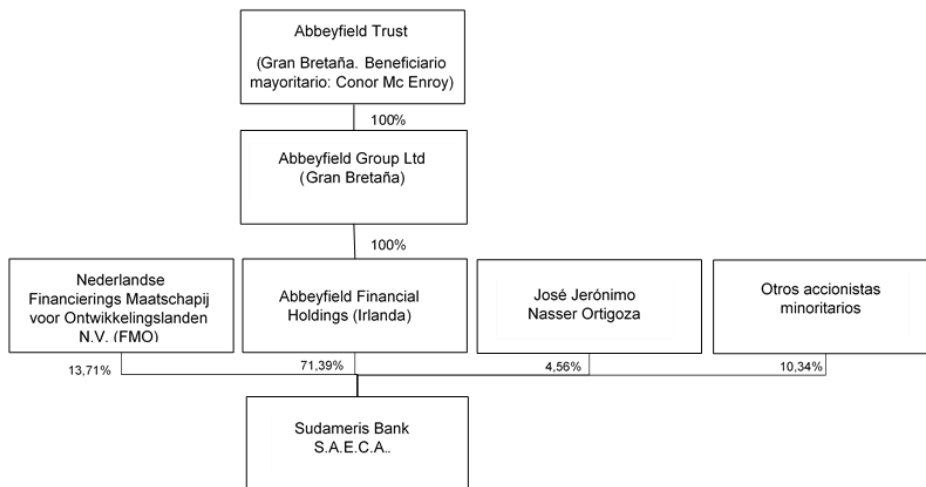 Abbeyfield Trust
(Gran Bretaña. Beneficiario
mayoritario: Conor Mc Enroy)
100%
Abbeyfield Group Ltd
(Gran Bretaña)
100%
Nederlandse
Financierings Maatschapij
voor Ontwikkelingslanden
N.V. (FMO)
Abbeyfield Financial
Holdings (Irlanda)
José Jerónimo
Nasser Ortigoza
Otros accionistas
minoritarios
13,71%
71,39%
4,56%
10,34%
Sudameris Bank
S.A.E.C.A..